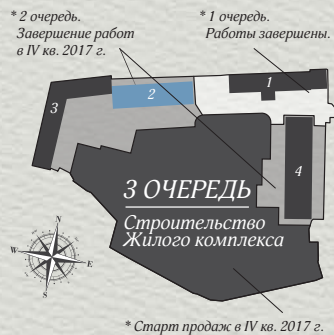 * 2 очередь.
Завершение работ
в IV кв. 2017 г.
* 1 очередь.
Работы завершены.
1
2
3
4
3 ОЧЕРЕДЬ
Строительство
Жилого комплекса
N
W
E
S
* Старт продаж в IV кв. 2017 г.